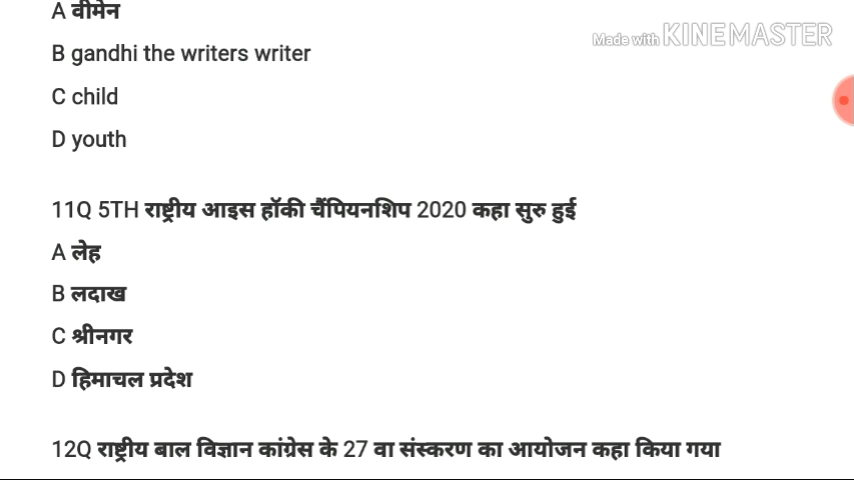 A वीमेन
B gandhi the writers writer
Made with KINEMASTER
C child
D youth
11Q 5TH राष्ट्रीय आइस हॉकी चैंपियनशिप 2020 कहा सुरु हुई
A लेह
B लदाख
C श्रीनगर
D हिमाचल प्रदेश
12Q राष्ट्रीय बाल विज्ञान कांग्रेस के 27 वा संस्करण का आयोजन कहा किया गया